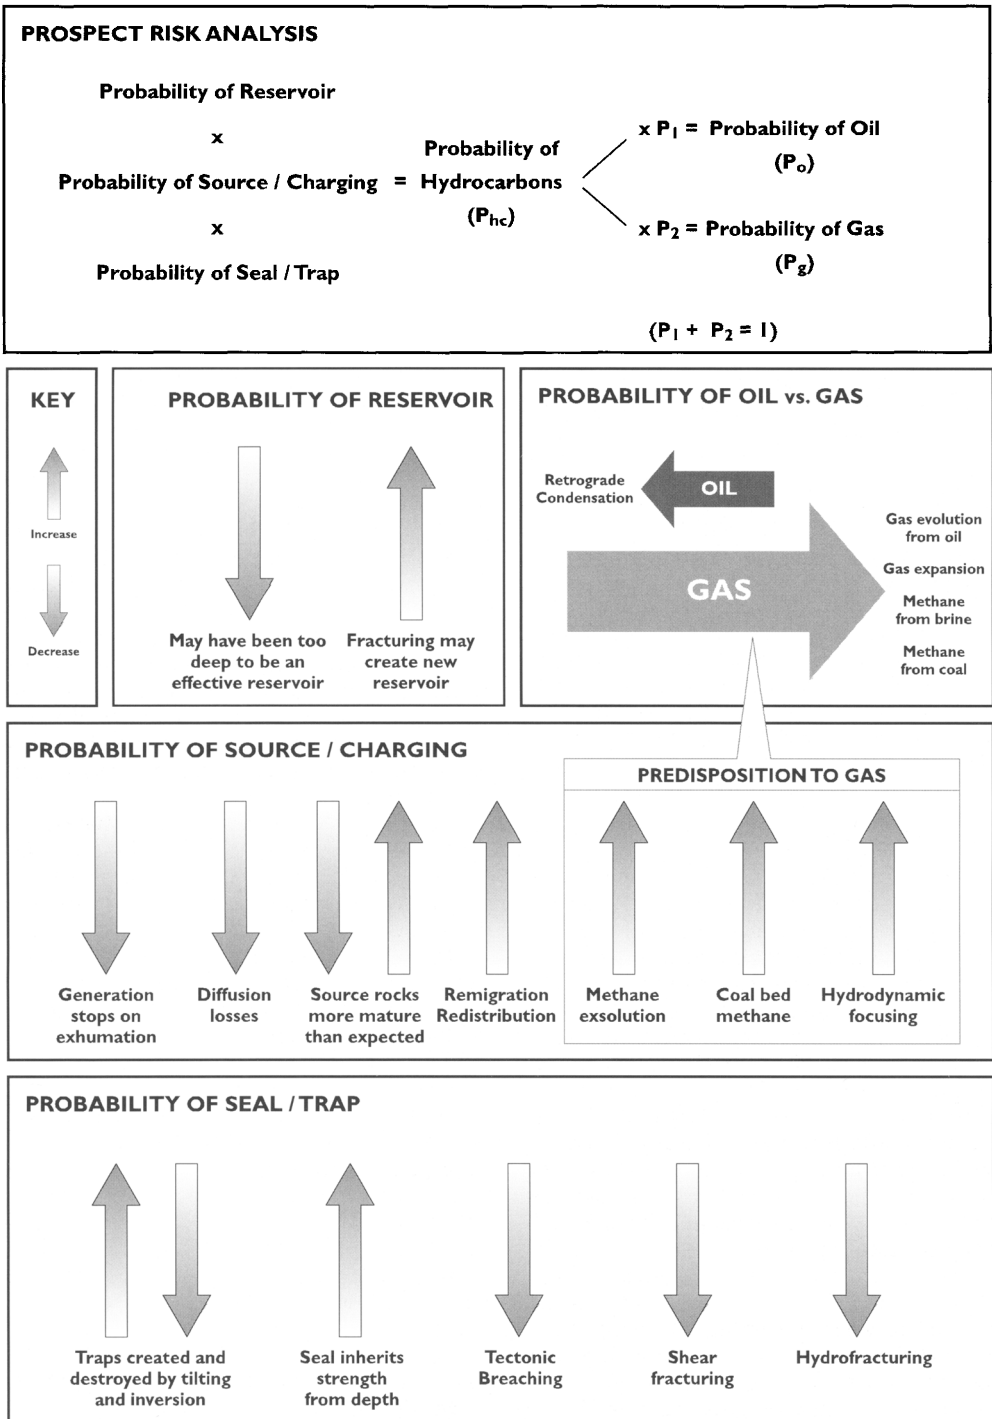 PROSPECT RISK ANALYSIS
Probability of Reservoir
x
Probability of Source / Charging
x
Probability of Seal / Trap
=
Probability of
Hydrocarbons
(Phc)
x P1 = Probability of Oil
(Po)
x P2 = Probability of Gas
(Pg)
(P1 + P2 = 1)
KEY
Increase
Decrease
PROBABILITY OF RESERVOIR
May have been too
deep to be an
effective reservoir
Fracturing may
create new
reservoir
PROBABILITY OF OIL vs. GAS
Retrograde
Condensation
OIL
GAS
Gas evolution
from oil
Gas expansion
Methane
from brine
Methane
from coal
PROBABILITY OF SOURCE / CHARGING
Generation
stops on
exhumation
Diffusion
losses
Source rocks
more mature
than expected
Remigration
Redistribution
PREDISPOSITION TO GAS
Methane
exsolution
Coal bed
methane
Hydrodynamic
focusing
PROBABILITY OF SEAL / TRAP
Traps created and
destroyed by tilting
and inversion
Seal inherits
strength
from depth
Tectonic
Breaching
Shear
fracturing
Hydrofracturing